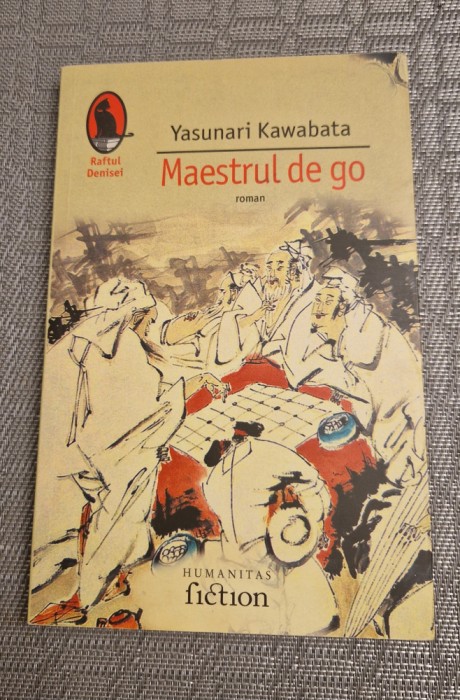 Raftul
Denisei
Yasunari Kawabata
Maestrul de go
roman
HUMANITAS
fiction